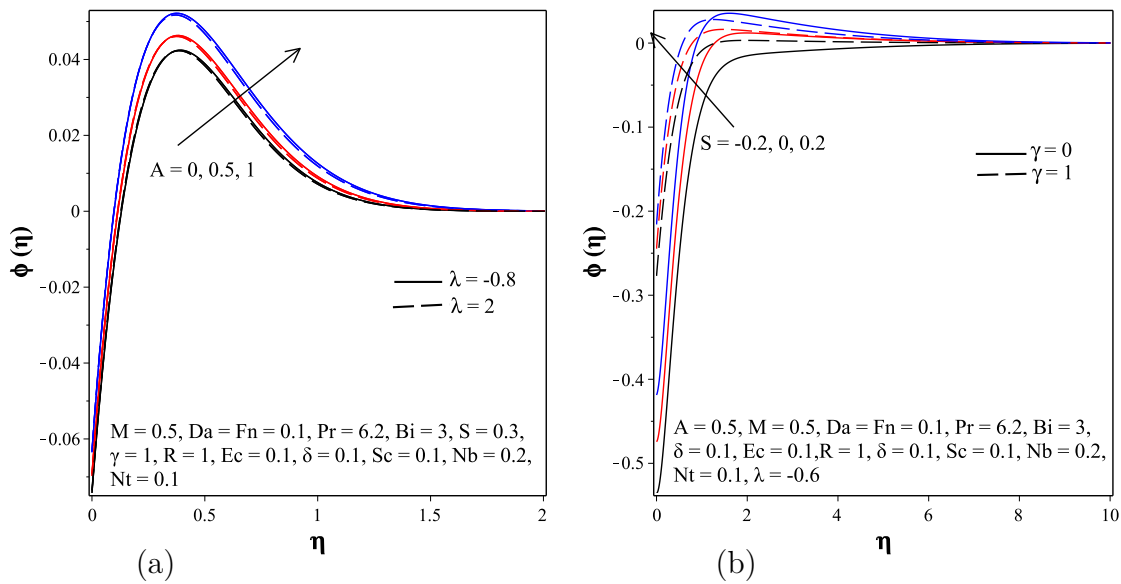 0.04
0.02
0
-0.02
-0.04
-0.06
ϕ (η)
A = 0, 0.5, 1
λ = -0.8
λ = 2
M = 0.5, Da = Fn = 0.1, Pr = 6.2, Bi = 3, S = 0.3,
γ = 1, R = 1, Ec = 0.1, δ = 0.1, Sc = 0.1, Nb = 0.2,
Nt = 0.1
0 0.5 1 1.5 2
η
(a)
0
-0.1
-0.2
-0.3
-0.4
-0.5
ϕ (η)
S = -0.2, 0, 0.2
γ = 0
γ = 1
A = 0.5, M = 0.5, Da = Fn = 0.1, Pr = 6.2, Bi = 3,
δ = 0.1, Ec = 0.1,R = 1, δ = 0.1, Sc = 0.1, Nb = 0.2,
Nt = 0.1, λ = -0.6
0 2 4 6 8 10
η
(b)